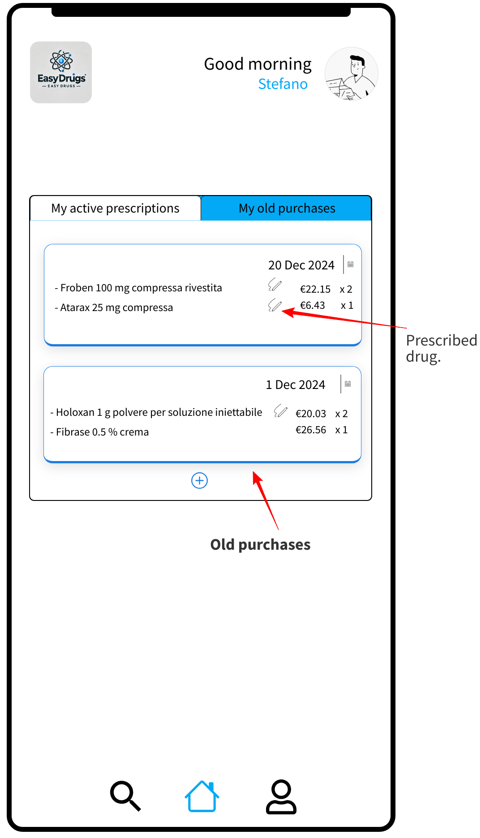 Good morning
Stefano
EasyDrugs
— EASY DRUGS —
My active prescriptions
My old purchases
20 Dec 2024
- Froben 100 mg compressa rivestita €22.15 x 2
- Atarax 25 mg compressa €6.43 x 1
Prescribed
drug.
1 Dec 2024
- Holoxan 1 g polvere per soluzione iniettabile €20.03 x 2
- Fibrase 0.5 % crema €26.56 x 1
Old purchases